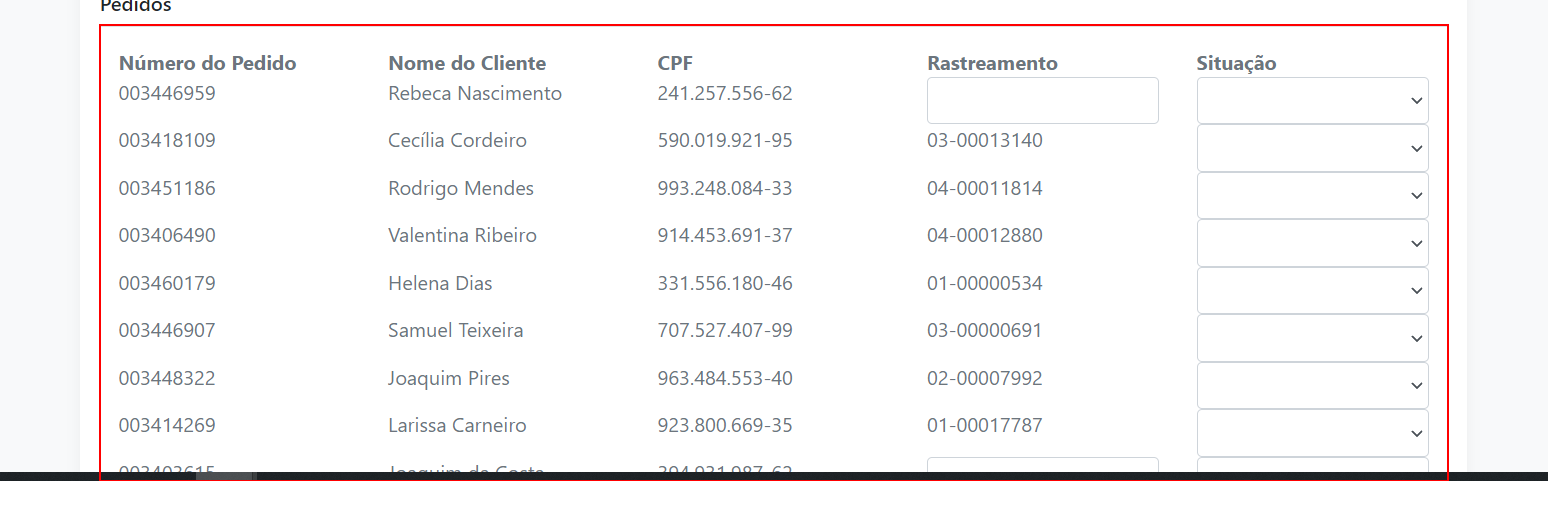 Pedidos
Número do Pedido Nome do Cliente CPF Rastreamento Situação
003446959 Rebeca Nascimento 241.257.556-62
003418109 Cecília Cordeiro 590.019.921-95 03-00013140
003451186 Rodrigo Mendes 993.248.084-33 04-00011814
003406490 Valentina Ribeiro 914.453.691-37 04-00012880
003460179 Helena Dias 331.556.180-46 01-00000534
003446907 Samuel Teixeira 707.527.407-99 03-00000691
003448322 Joaquim Pires 963.484.553-40 02-00007992
003414269 Larissa Carneiro 923.800.669-35 01-00017787
Joaquim da Costa